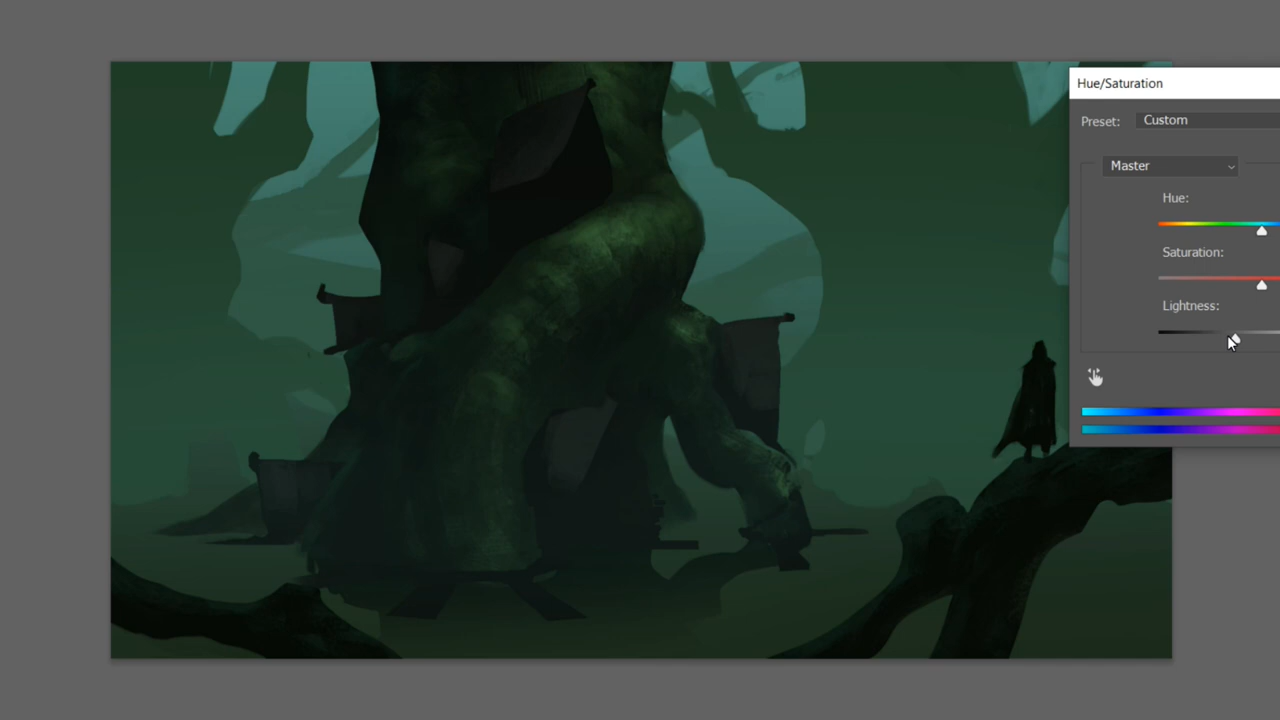 Hue/Saturation
Preset: Custom
Master
Hue:
Saturation:
Lightness: